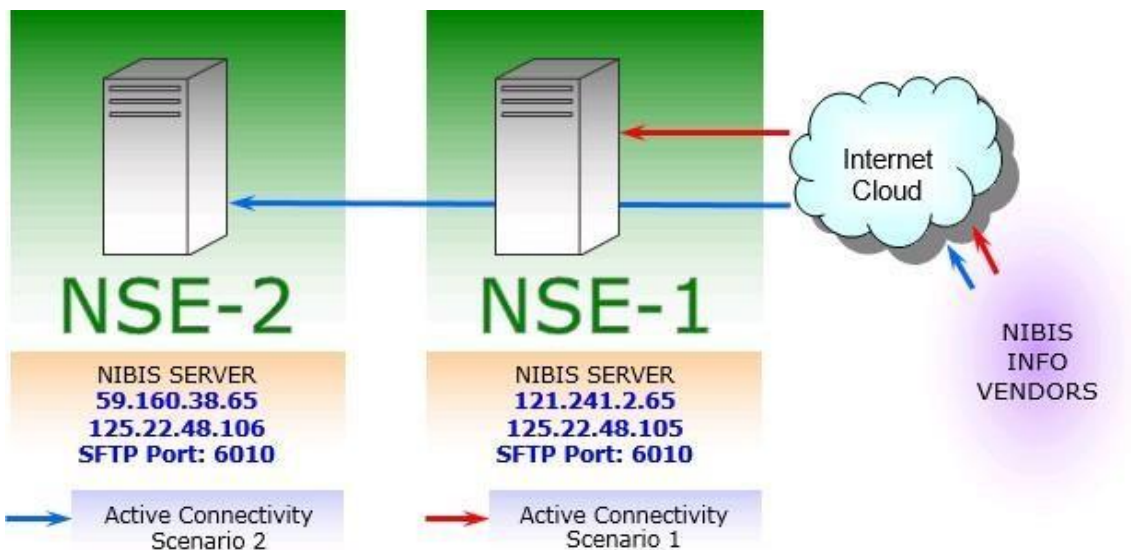 Internet
Cloud
NSE-2
NSE-1
NIBIS
INFO
VENDORS
NIBIS SERVER
59.160.38.65
125.22.48.106
SFTP Port: 6010
NIBIS SERVER
121.241.2.65
125.22.48.105
SFTP Port: 6010
Active Connectivity
Scenario 2
Active Connectivity
Scenario 1